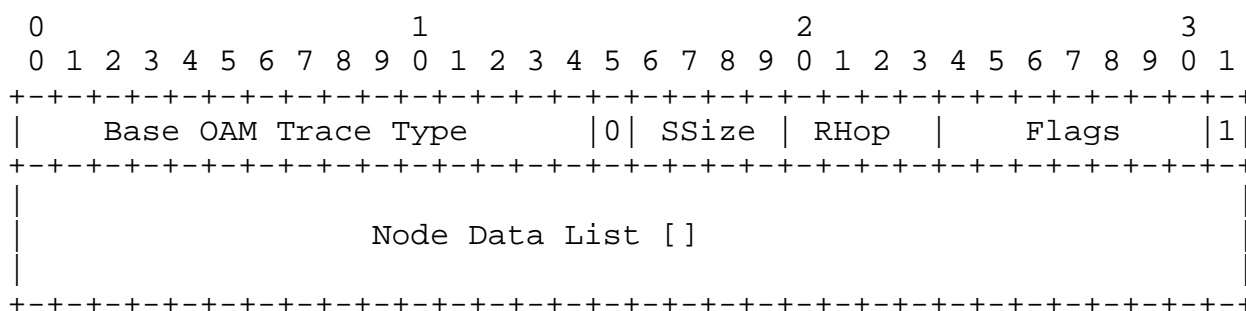 0                   1                   2                   3
 0 1 2 3 4 5 6 7 8 9 0 1 2 3 4 5 6 7 8 9 0 1 2 3 4 5 6 7 8 9 0 1
+-+-+-+-+-+-+-+-+-+-+-+-+-+-+-+-+-+-+-+-+-+-+-+-+-+-+-+-+-+-+-+-+
|    Base OAM Trace Type      |0| SSize | RHop  |    Flags    |1|
+-+-+-+-+-+-+-+-+-+-+-+-+-+-+-+-+-+-+-+-+-+-+-+-+-+-+-+-+-+-+-+-+
|                                                               |
|                  Node Data List []                            |
|                                                               |
+-+-+-+-+-+-+-+-+-+-+-+-+-+-+-+-+-+-+-+-+-+-+-+-+-+-+-+-+-+-+-+-+